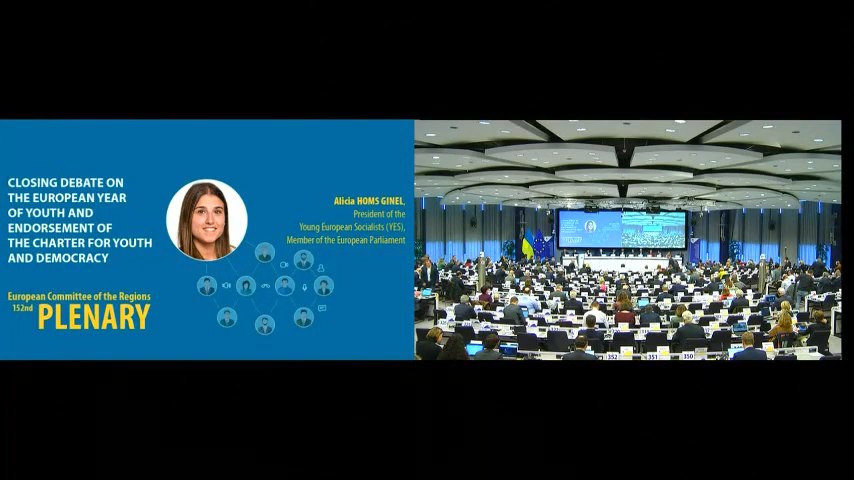 CLOSING DEBATE ON
THE EUROPEAN YEAR
OF YOUTH AND
ENDORSEMENT OF
THE CHARTER FOR YOUTH
AND DEMOCRACY
European Committee of the Regions
152nd PLENARY
Alicia HOMS GINEL,
President of the
Young European Socialists (YES),
Member of the European Parliament
352 351 350